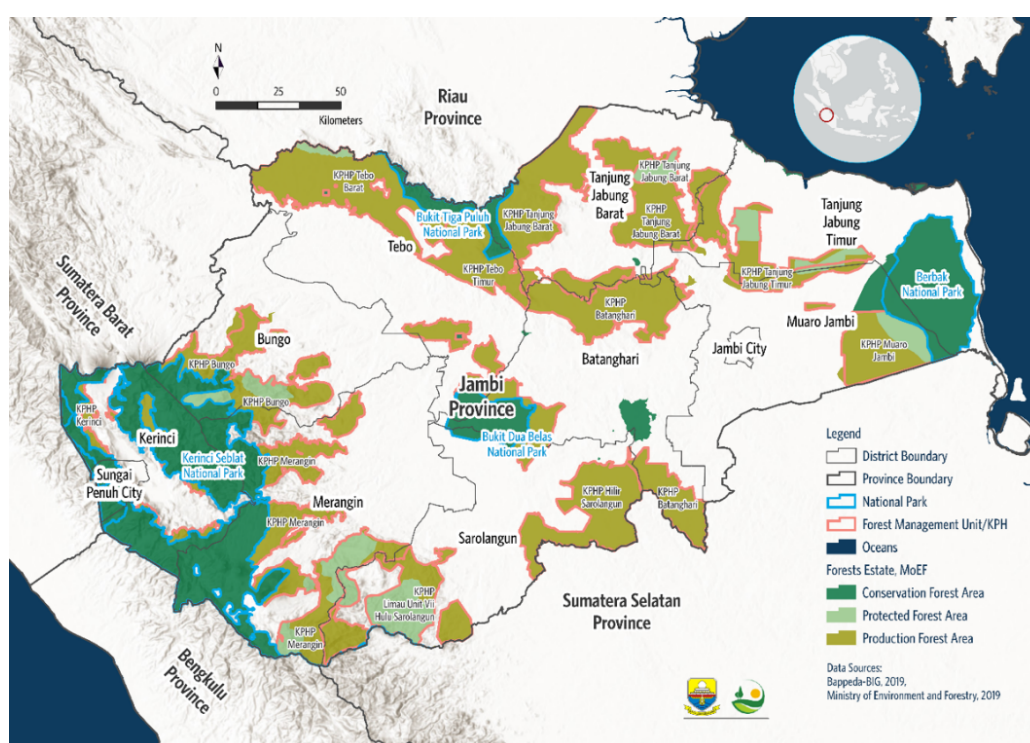 N
0
25
50
Kilometers
Riau
Province
Sumatera Barat
Province
Bengkulu
Province
Sumatera Selatan
Province
Jambi
Province
KPHP Tebo
Barat
Bukit Tiga Puluh
National Park
Tebo
KPHP Tebo
Timur
KPHP Tanjung
Jabung Barat
Tanjung
Jabung
Barat
KPHP Tanjung
Jabung Barat
KPHP
Tanjung
Jabung Barat
Tanjung
Jabung
Timur
KPHP Tanjung
Jabung Timur
Berbak
National Park
Muaro Jambi
KPHP Muaro
Jambi
Jambi City
KPHP
Batanghari
Batanghari
Bungo
KPHP Bungo
KPHP Bungo
KPHP
Kerinci
Kerinci
Kerinci Seblat
National Park
Sungai
Penuh City
KPHP Merangin
Merangin
KPHP Merangin
Bukit Dua Belas
National Park
KPHP Hilir
Sarolangun
KPHP
Batanghari
Sarolangun
KPHP
Limau Unit VII
Hulu Sarolangun
KPHP
Merangin
Legend
District Boundary
Province Boundary
National Park
Forest Management Unit/KPH
Oceans
Forests Estate, MoEF
Conservation Forest Area
Protected Forest Area
Production Forest Area
Data Sources:
Bappeda-BIG, 2019,
Ministry of Environment and Forestry, 2019